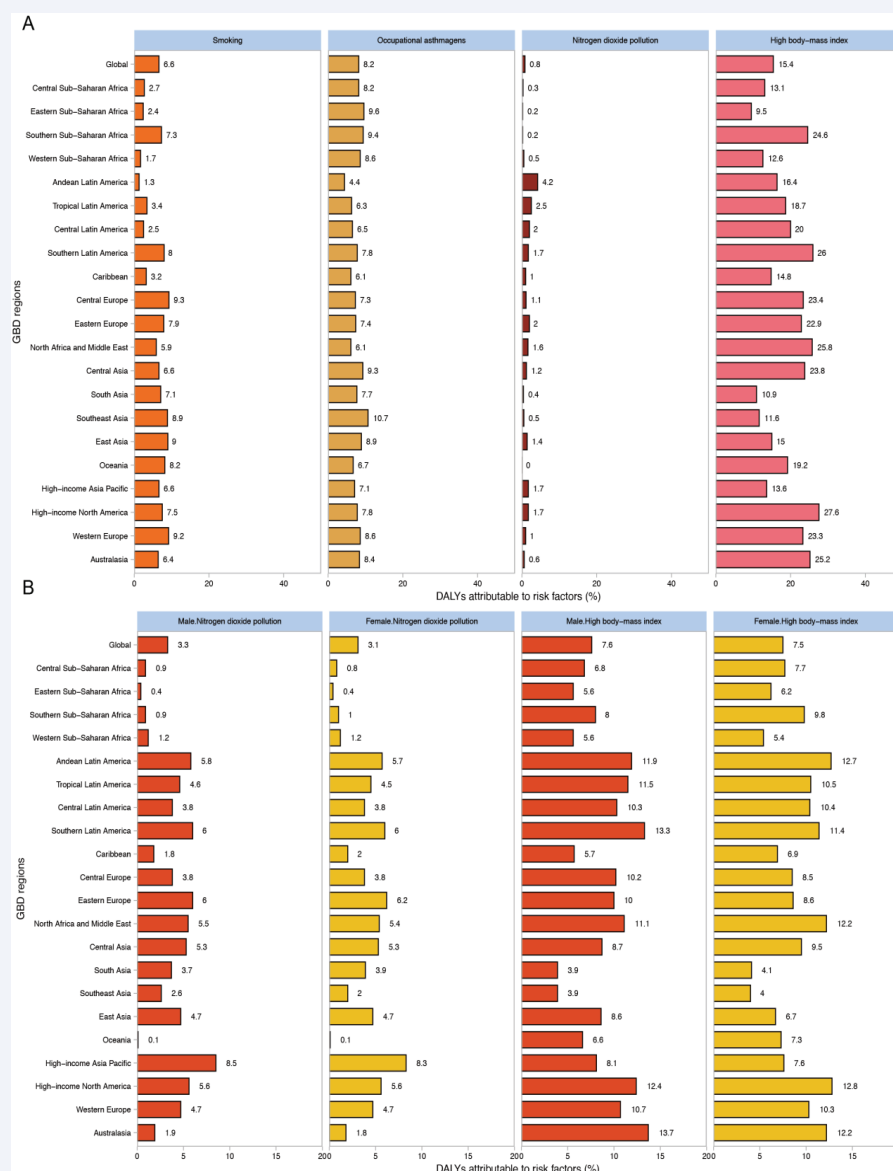 A
Smoking Occupational asthmagens Nitrogen dioxide pollution High body−mass index
GBD regions
Global 6.6 8.2 0.8 15.4
Central Sub−Saharan Africa 2.7 8.2 0.3 13.1
Eastern Sub−Saharan Africa 2.4 9.6 0.2 9.5
Southern Sub−Saharan Africa 7.3 9.4 0.2 24.6
Western Sub−Saharan Africa 1.7 8.6 0.5 12.6
Andean Latin America 1.3 4.4 4.2 16.4
Tropical Latin America 3.4 6.3 2.5 18.7
Central Latin America 2.5 6.5 2 20
Southern Latin America 8 7.8 1.7 26
Caribbean 3.2 6.1 1 14.8
Central Europe 9.3 7.3 1.1 23.4
Eastern Europe 7.9 7.4 2 22.9
North Africa and Middle East 5.9 6.1 1.6 25.8
Central Asia 6.6 9.3 1.2 23.8
South Asia 7.1 7.7 0.4 10.9
Southeast Asia 8.9 10.7 0.5 11.6
East Asia 9 8.9 1.4 15
Oceania 8.2 6.7 0 19.2
High−income Asia Pacific 6.6 7.1 1.7 13.6
High−income North America 7.5 7.8 1.7 27.6
Western Europe 9.2 8.6 1 23.3
Australasia 6.4 8.4 0.6 25.2
0 20 40 0 20 40 0 20 40 0 20 40
DALYs attributable to risk factors (%)
B
Male.Nitrogen dioxide pollution Female.Nitrogen dioxide pollution Male.High body−mass index Female.High body−mass index
GBD regions
Global 3.3 3.1 7.6 7.5
Central Sub−Saharan Africa 0.9 0.8 6.8 7.7
Eastern Sub−Saharan Africa 0.4 0.4 5.6 6.2
Southern Sub−Saharan Africa 0.9 1 8 9.8
Western Sub−Saharan Africa 1.2 1.2 5.6 5.4
Andean Latin America 5.8 5.7 11.9 12.7
Tropical Latin America 4.6 4.5 11.5 10.5
Central Latin America 3.8 3.8 10.3 10.4
Southern Latin America 6 6 13.3 11.4
Caribbean 1.8 2 5.7 6.9
Central Europe 3.8 3.8 10.2 8.5
Eastern Europe 6 6.2 10 8.6
North Africa and Middle East 5.5 5.4 11.1 12.2
Central Asia 5.3 5.3 8.7 9.5
South Asia 3.7 3.9 3.9 4.1
Southeast Asia 2.6 2 3.9 4
East Asia 4.7 4.7 8.6 6.7
Oceania 0.1 0.1 6.6 7.3
High−income Asia Pacific 8.5 8.3 8.1 7.6
High−income North America 5.6 5.6 12.4 12.8
Western Europe 4.7 4.7 10.7 10.3
Australasia 1.9 1.8 13.7 12.2
0 5 10 15 20 0 5 10 15 20 0 5 10 15 20 0 5 10 15
DALYs attributable to risk factors (%)